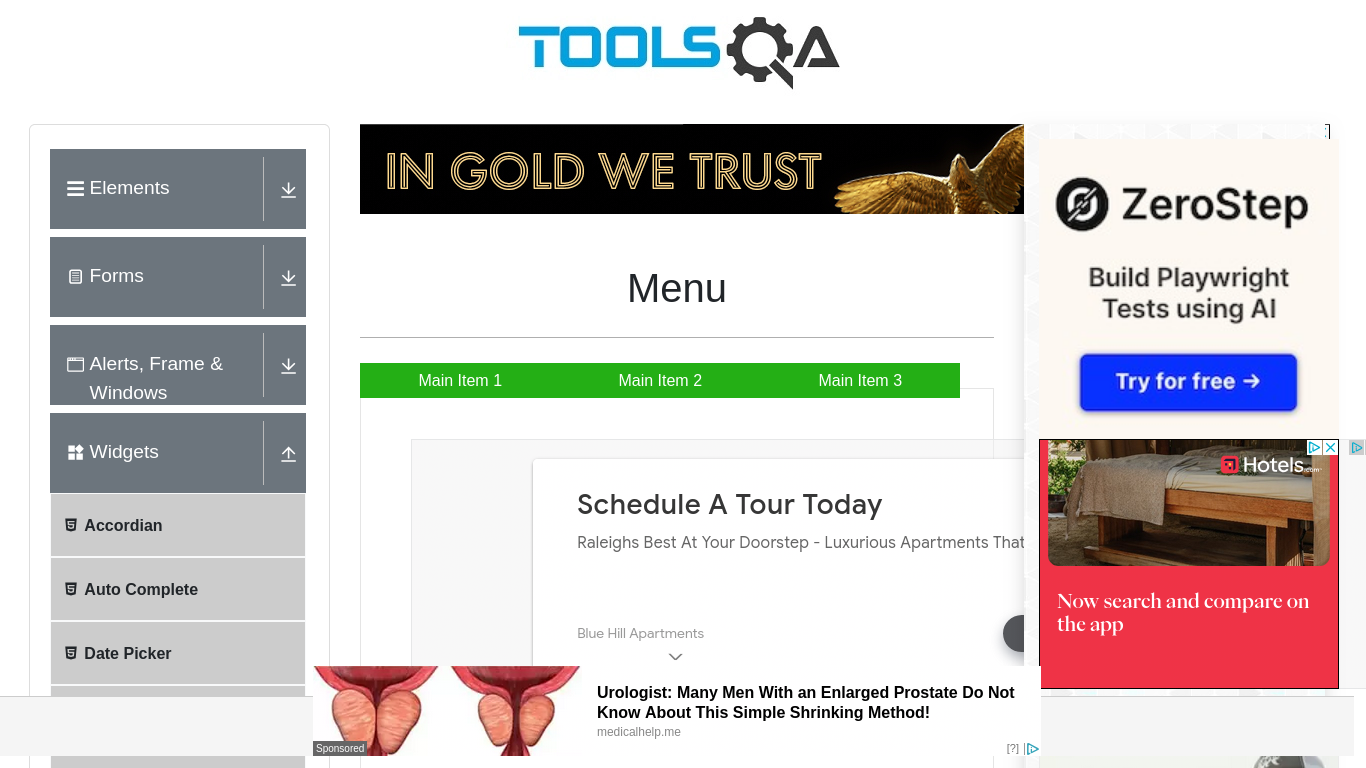 TOOLSQA
Elements
Forms
Alerts, Frame &
Windows
Widgets
Accordian
Auto Complete
Date Picker
IN GOLD WE TRUST
Menu
Main Item 1
Main Item 2
Main Item 3
Schedule A Tour Today
Raleighs Best At Your Doorstep - Luxurious Apartments That
Blue Hill Apartments
ZeroStep
Build Playwright
Tests using AI
Try for free →
Hotels.com
Now search and compare on
the app
Urologist: Many Men With an Enlarged Prostate Do Not
Know About This Simple Shrinking Method!
medicalhelp.me
Sponsored
[?]